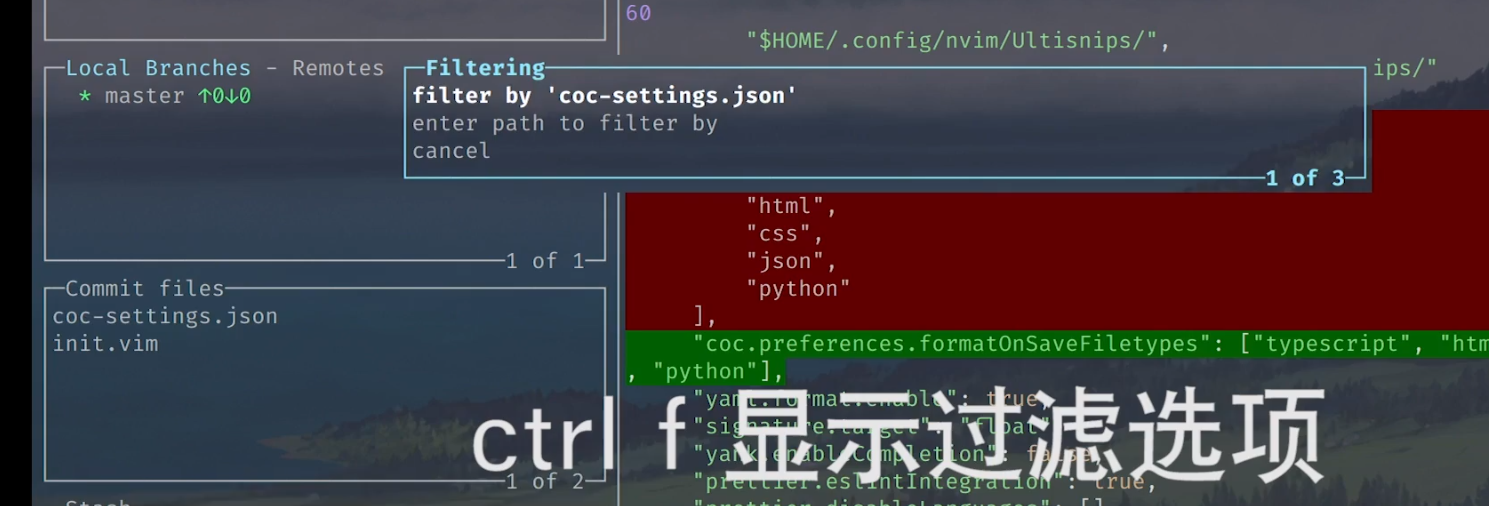 60
"$HOME/.config/nvim/Ultisnips/",
Local Branches - Remotes
Filtering
ips/"
* master ↑0↓0
filter by 'coc-settings.json'
enter path to filter by
cancel
1 of 3
"html",
"css",
"json",
"python"
],
1 of 1
Commit files
coc-settings.json
init.vim
1 of 2
"coc.preferences.formatOnSaveFiletypes": ["typescript", "htm
, "python"],
"yaml.format.enable": true,
"signature.target": "float"
"yank.enableCompletion": false,
"prettier.eslintIntegration": true,
"prettier.disableLanguages": []
Stash
ctrl f 显示过滤选项